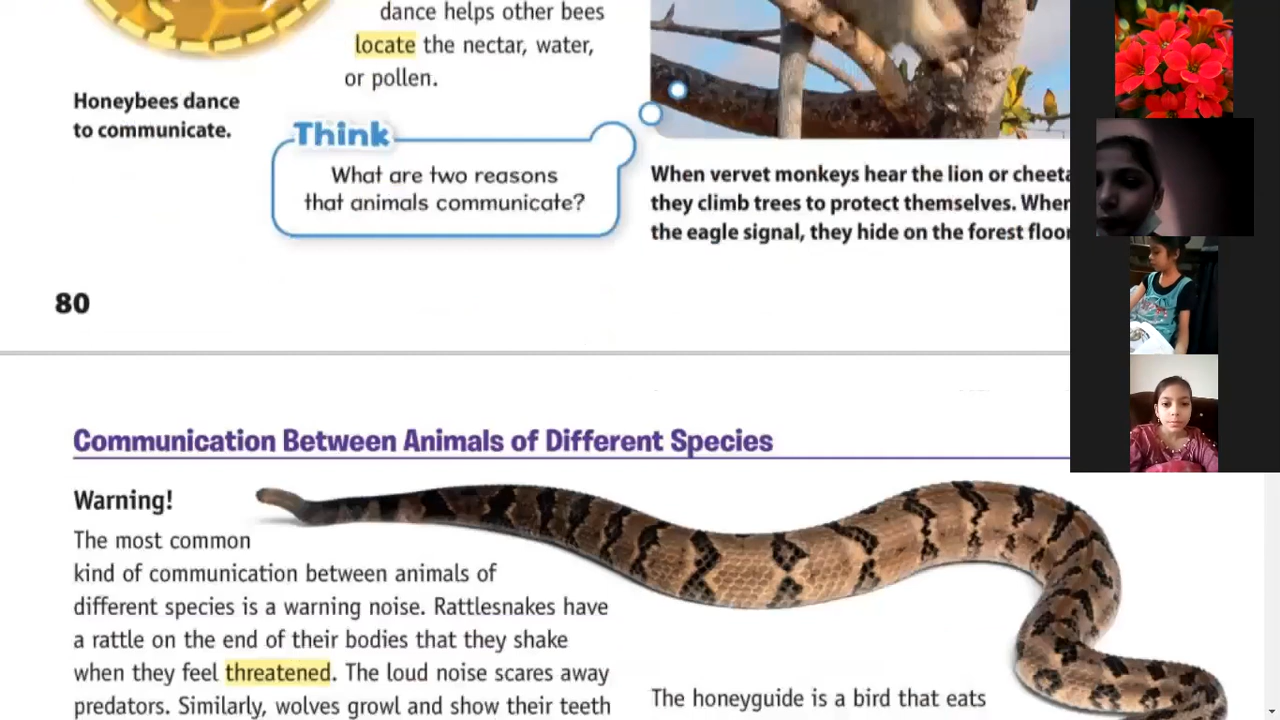 dance helps other bees
locate the nectar, water,
or pollen.
Honeybees dance
to communicate.
Think
What are two reasons
that animals communicate?
When vervet monkeys hear the lion or
they climb trees to protect themselves.
the eagle signal, they hide on the forest
80
Communication Between Animals of Different Species
Warning!
The most common
kind of communication between animals of
different species is a warning noise. Rattlesnakes have
a rattle on the end of their bodies that they shake
when they feel threatened. The loud noise scares away
predators. Similarly, wolves growl and show their teeth
The honeyguide is a bird that eats